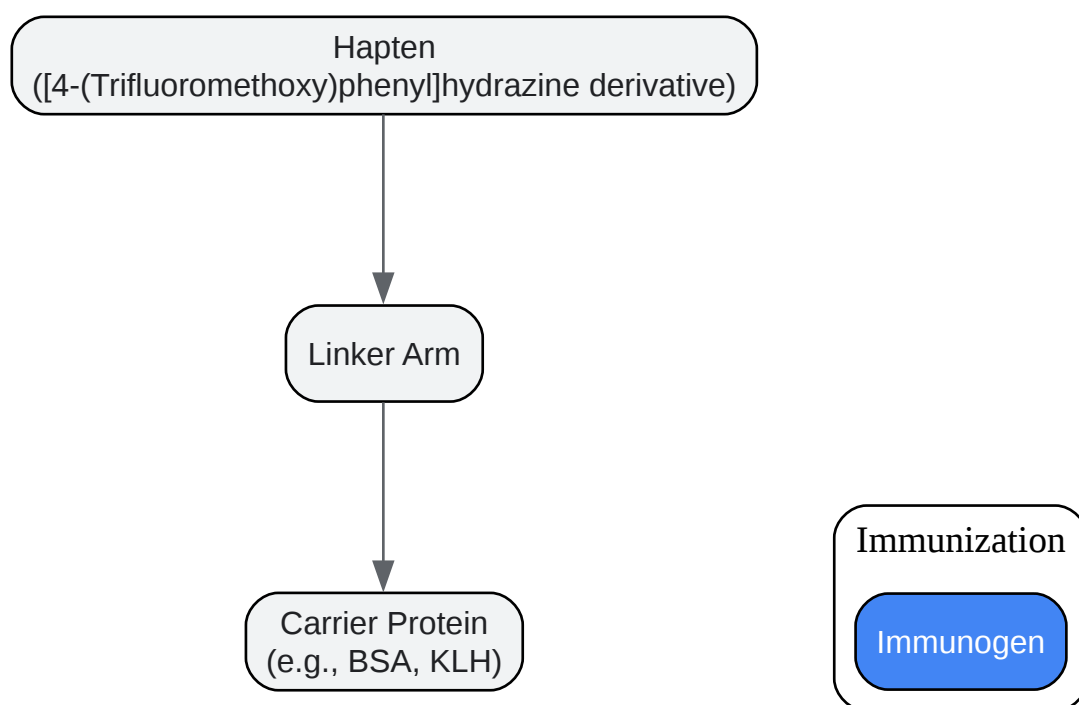 Hapten
([4-(Trifluoromethoxy)phenyl]hydrazine derivative)
Linker Arm
Carrier Protein
(e.g., BSA, KLH)
Immunization
Immunogen